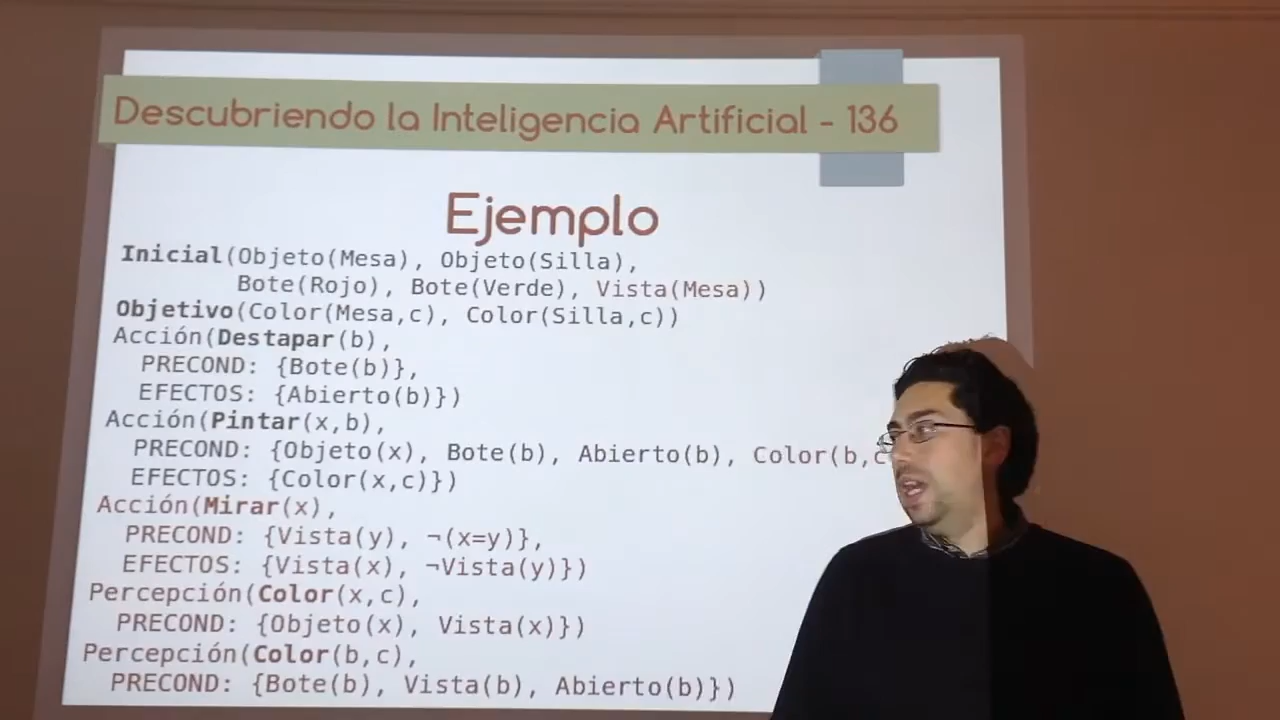 Descubriendo la Inteligencia Artificial - 136
Ejemplo
Inicial(Objeto(Mesa), Objeto(Silla),
Bote(Rojo), Bote(Verde), Vista(Mesa))
Objetivo(Color(Mesa,c), Color(Silla,c))
Acción(Destapar(b),
PRECOND: {Bote(b)},
EFECTOS: {Abierto(b)})
Acción(Pintar(x,b),
PRECOND: {Objeto(x), Bote(b), Abierto(b), Color(b,c
EFECTOS: {Color(x,c)})
Acción(Mirar(x),
PRECOND: {Vista(y), ¬(x=y)},
EFECTOS: {Vista(x), ¬Vista(y)})
Percepción(Color(x,c),
PRECOND: {Objeto(x), Vista(x)})
Percepción(Color(b,c),
PRECOND: {Bote(b), Vista(b), Abierto(b)})